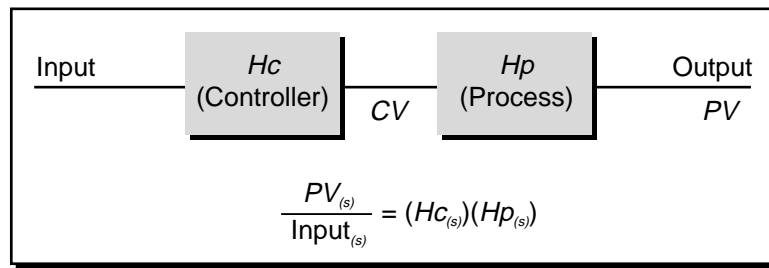 Input
Hc
(Controller)
CV
Hp
(Process)
Output
PV
PV(s)
Input(s)
= (Hc(s))(Hp(s))